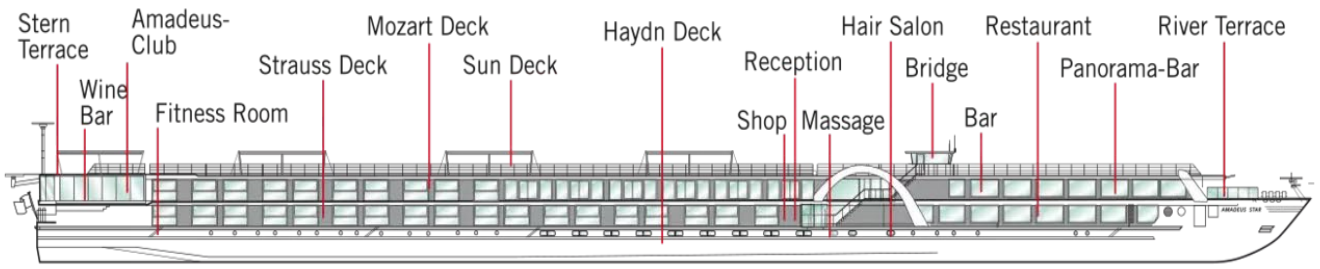 Stern
Terrace
Amadeus-
Club
Mozart Deck
Haydn Deck
Hair Salon
Restaurant
River Terrace
Strauss Deck
Sun Deck
Reception
Bridge
Panorama-Bar
Wine
Bar
Fitness Room
Shop
Massage
Bar
AMADEUS STAR